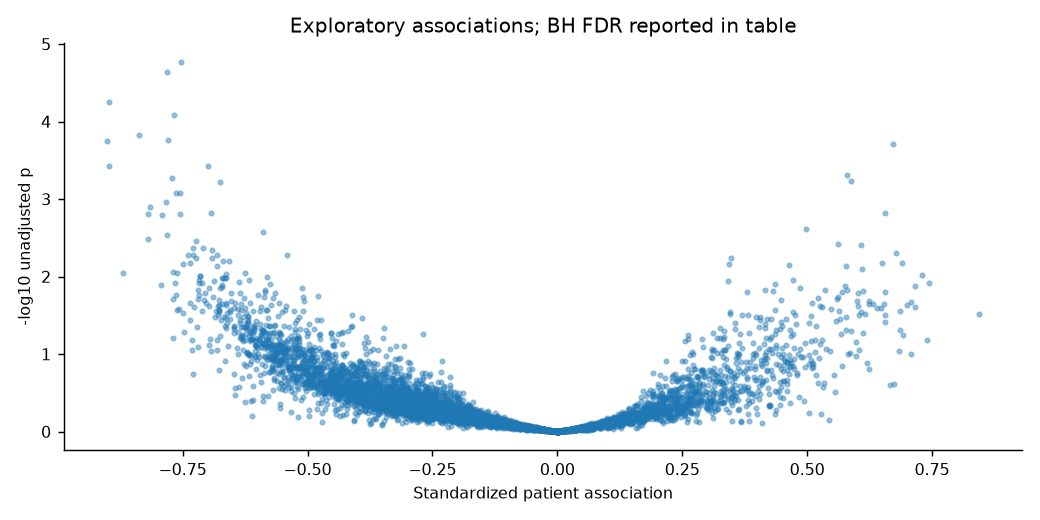 Exploratory associations; BH FDR reported in table
-log10 unadjusted p
5
4
3
2
1
0
−0.75 −0.50 −0.25 0.00 0.25 0.50 0.75
Standardized patient association